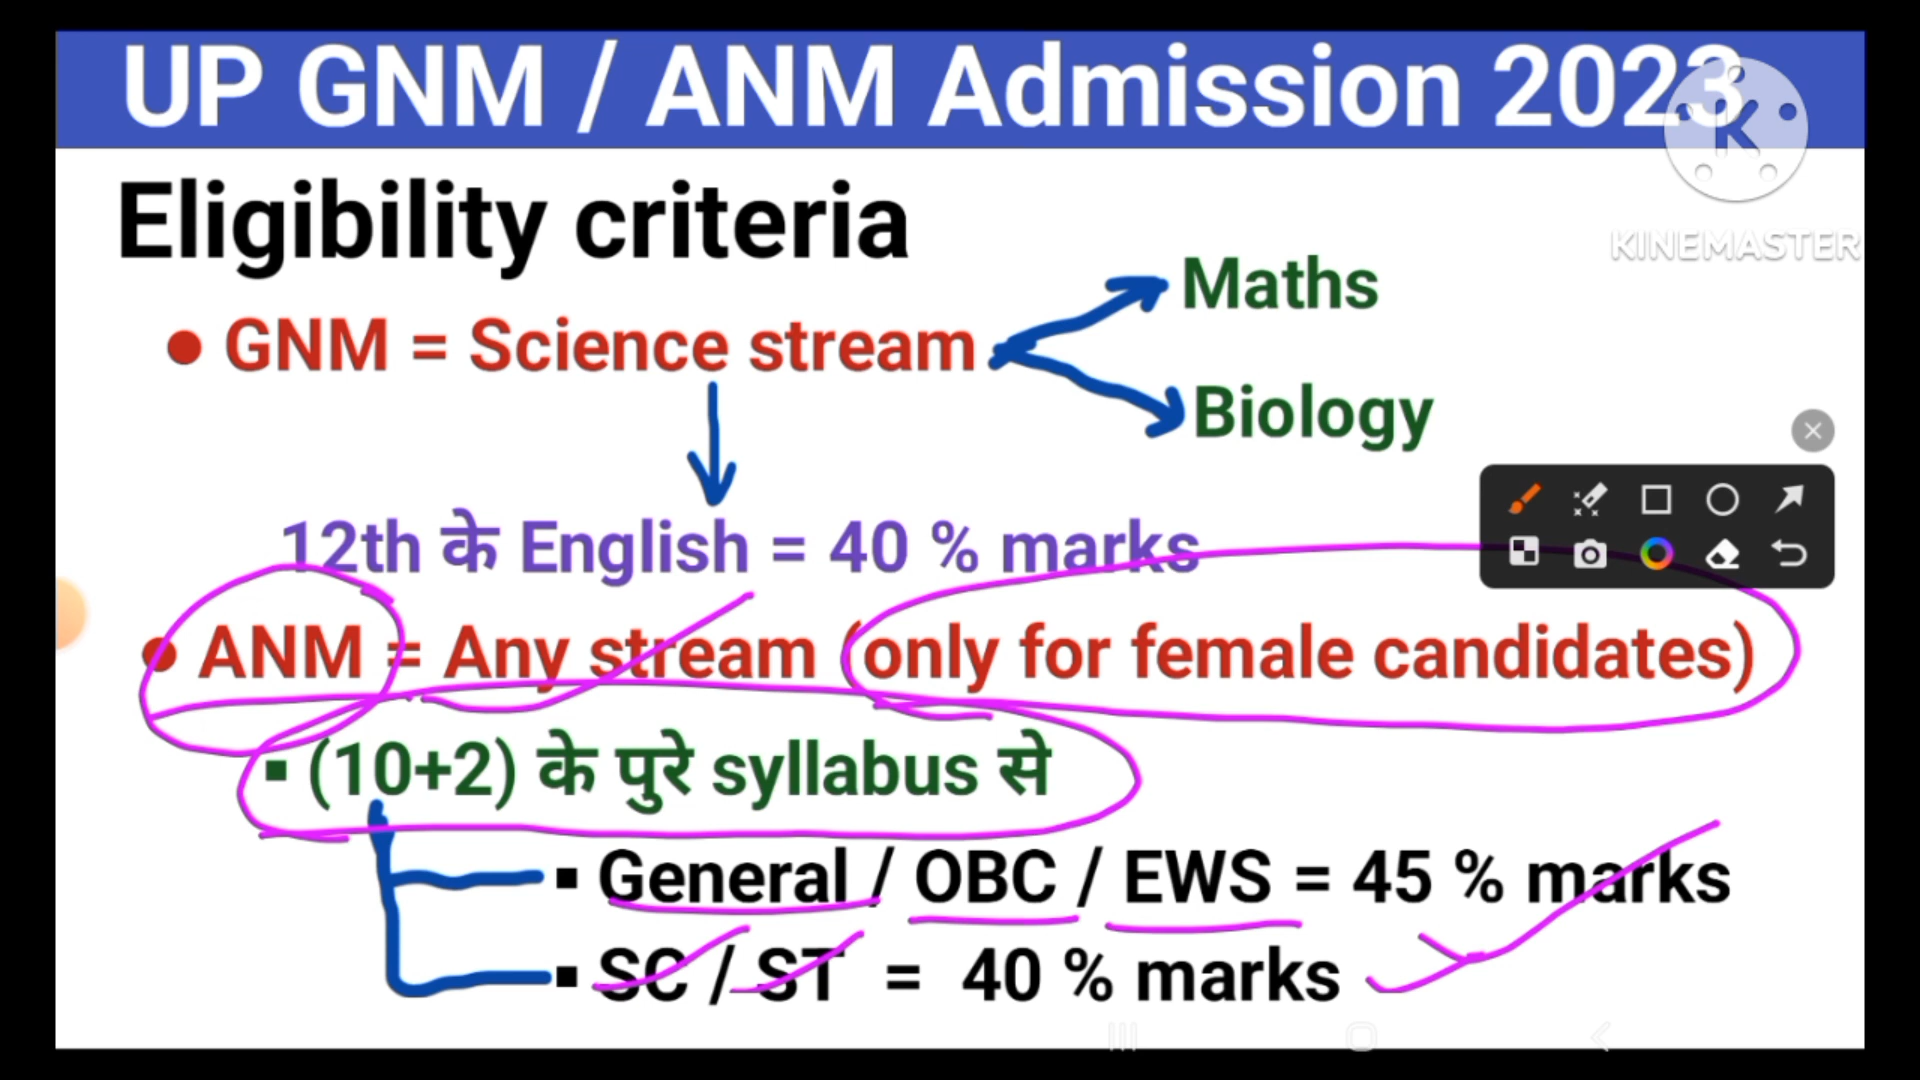 UP GNM / ANM Admission 2023
K
KINEMASTER
Eligibility criteria
Maths
• GNM = Science stream
Biology
12th के English = 40 % marks
• ANM = Any stream (only for female candidates)
▪ (10+2) के पुरे syllabus से
▪ General / OBC / EWS = 45 % marks
▪ SC / ST = 40 % marks